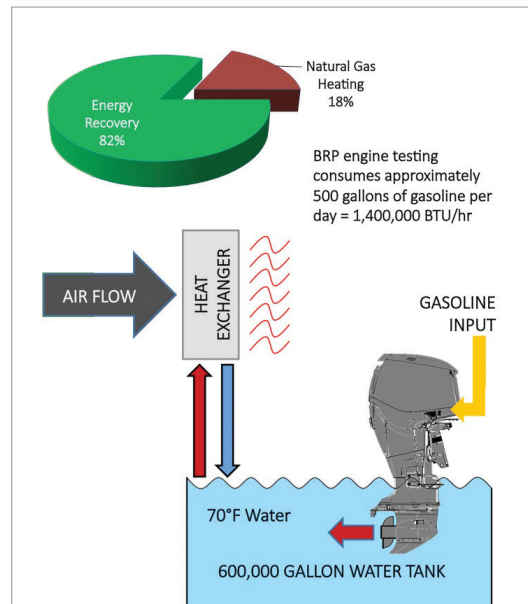 Natural Gas
Heating
18%
Energy
Recovery
82%
BRP engine testing
consumes approximately
500 gallons of gasoline per
day = 1,400,000 BTU/hr
HEAT
EXCHANGER
AIR FLOW
GASOLINE
INPUT
70°F Water
600,000 GALLON WATER TANK